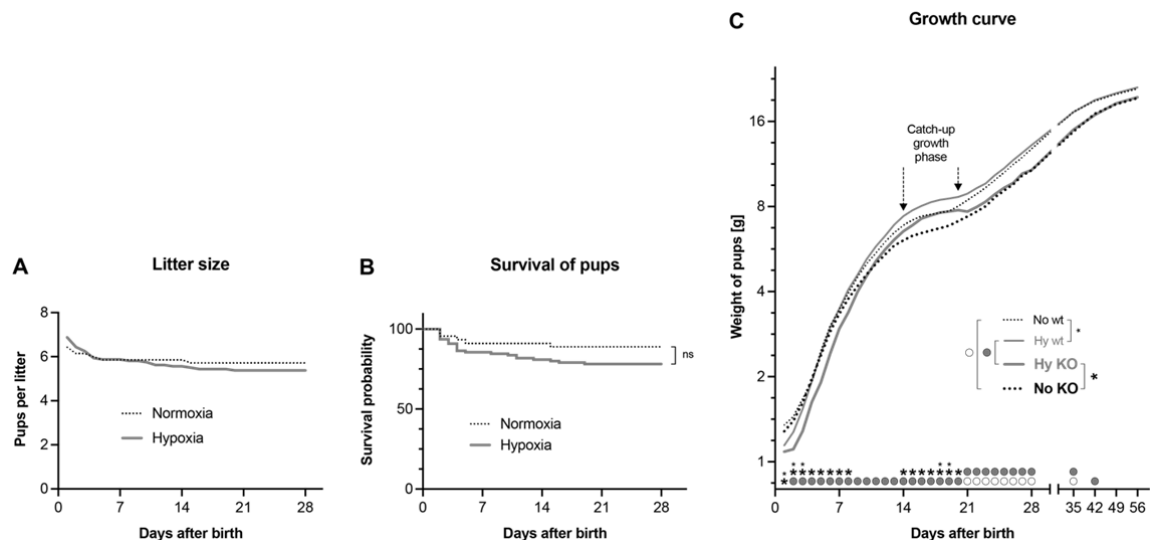 A
Litter size
Pups per litter
8
6
4
2
0
Normoxia
Hypoxia
0 7 14 21 28
Days after birth
B
Survival of pups
Survival probability
100
50
0
ns
Normoxia
Hypoxia
0 7 14 21 28
Days after birth
C
Growth curve
Weight of pups [g]
16
8
4
2
1
Catch-up
growth
phase
No wt
Hy wt
Hy KO
No KO
*
*
0 7 14 21 28 35 42 49 56
Days after birth